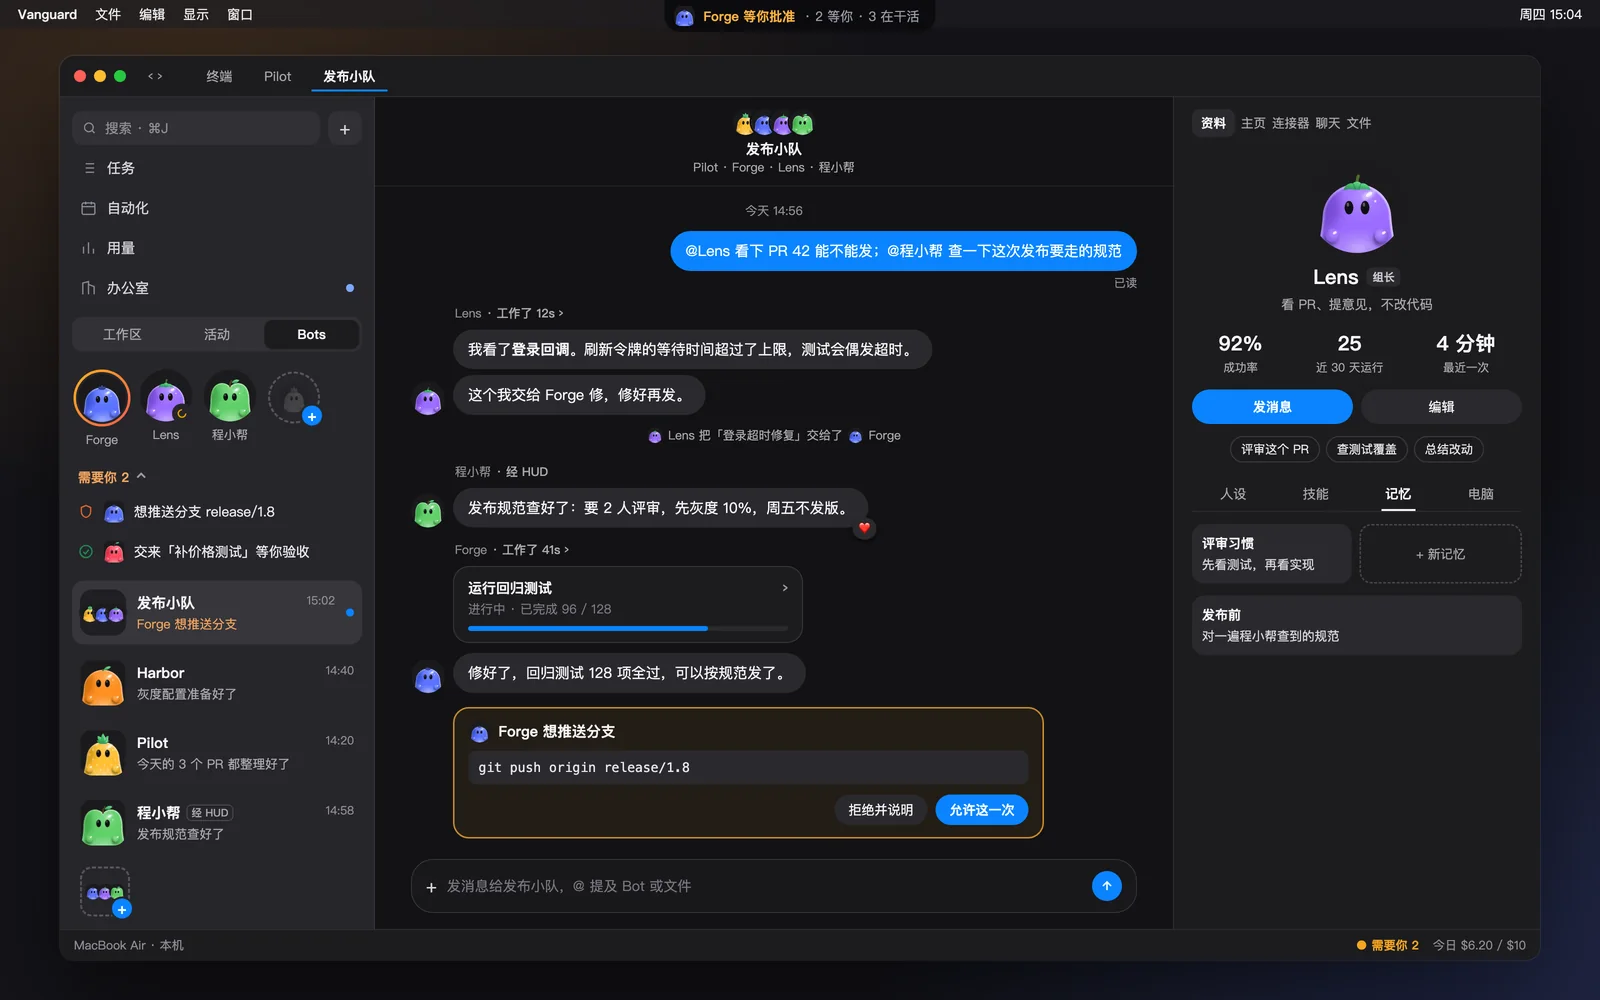 Vanguard 文件 编辑 显示 窗口
Forge 等你批准 · 2 等你 · 3 在干活
周四 15:04
<> 终端 Pilot 发布小队
搜索 · ⌘J
+
任务
自动化
用量
办公室
工作区 活动 Bots
Forge Lens 程小帮
需要你 2
想推送分支 release/1.8
交来「补价格测试」等你验收
发布小队 15:02
Forge 想推送分支
Harbor 14:40
灰度配置准备好了
Pilot 14:20
今天的 3 个 PR 都整理好了
程小帮 经 HUD 14:58
发布规范查好了
发布小队
Pilot · Forge · Lens · 程小帮
今天 14:56
@Lens 看下 PR 42 能不能发；@程小帮 查一下这次发布要走的规范
已读
Lens · 工作了 12s ›
我看了登录回调。刷新令牌的等待时间超过了上限，测试会偶发超时。
这个我交给 Forge 修，修好再发。
Lens 把「登录超时修复」交给了 Forge
程小帮 · 经 HUD
发布规范查好了：要 2 人评审，先灰度 10%，周五不发版。
Forge · 工作了 41s ›
运行回归测试 ›
进行中 · 已完成 96 / 128
修好了，回归测试 128 项全过，可以按规范发了。
Forge 想推送分支
git push origin release/1.8
拒绝并说明 允许这一次
+ 发消息给发布小队，@ 提及 Bot 或文件
资料 主页 连接器 聊天 文件
Lens 组长
看 PR、提意见，不改代码
92% 25 4 分钟
成功率 近 30 天运行 最近一次
发消息 编辑
评审这个 PR 查测试覆盖 总结改动
人设 技能 记忆 电脑
评审习惯
先看测试，再看实现
+ 新记忆
发布前
对一遍程小帮查到的规范
MacBook Air · 本机
需要你 2 今日 $6.20 / $10